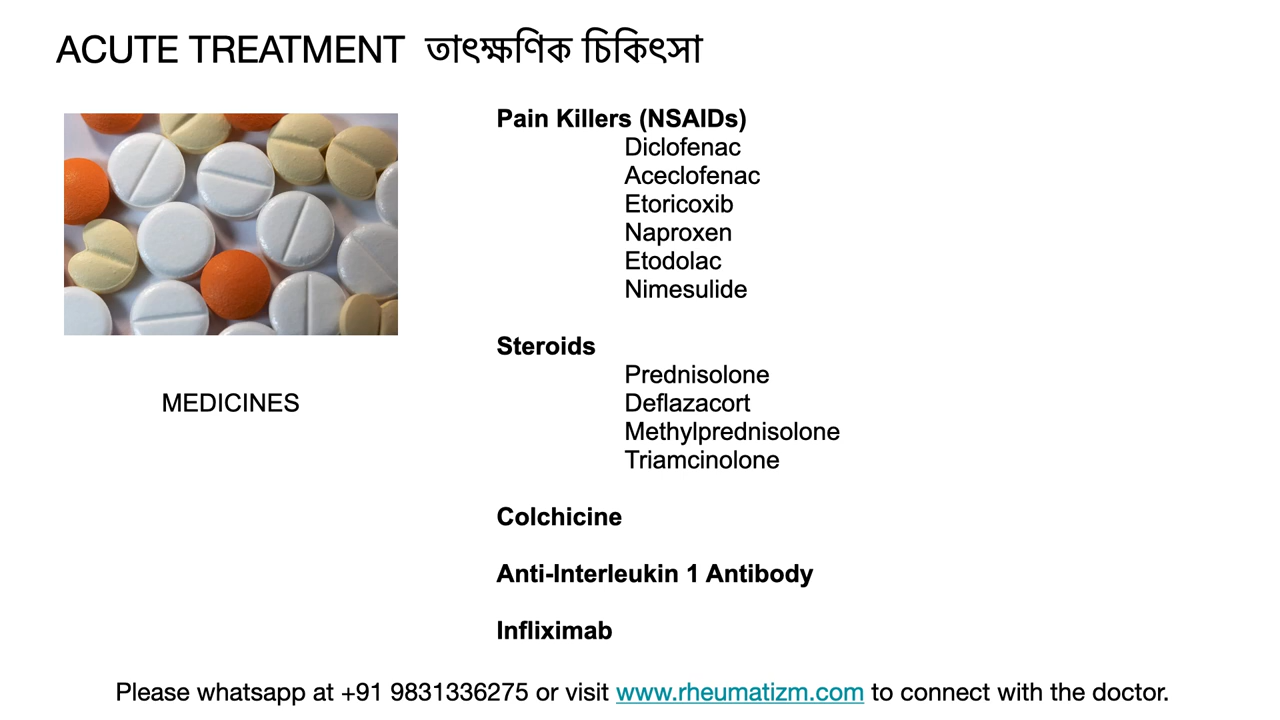 ACUTE TREATMENT তাৎক্ষণিক চিকিৎসা
Pain Killers (NSAIDs)
Diclofenac
Aceclofenac
Etoricoxib
Naproxen
Etodolac
Nimesulide
Steroids
Prednisolone
Deflazacort
Methylprednisolone
Triamcinolone
MEDICINES
Colchicine
Anti-Interleukin 1 Antibody
Infliximab
Please whatsapp at +91 9831336275 or visit www.rheumatizm.com to connect with the doctor.